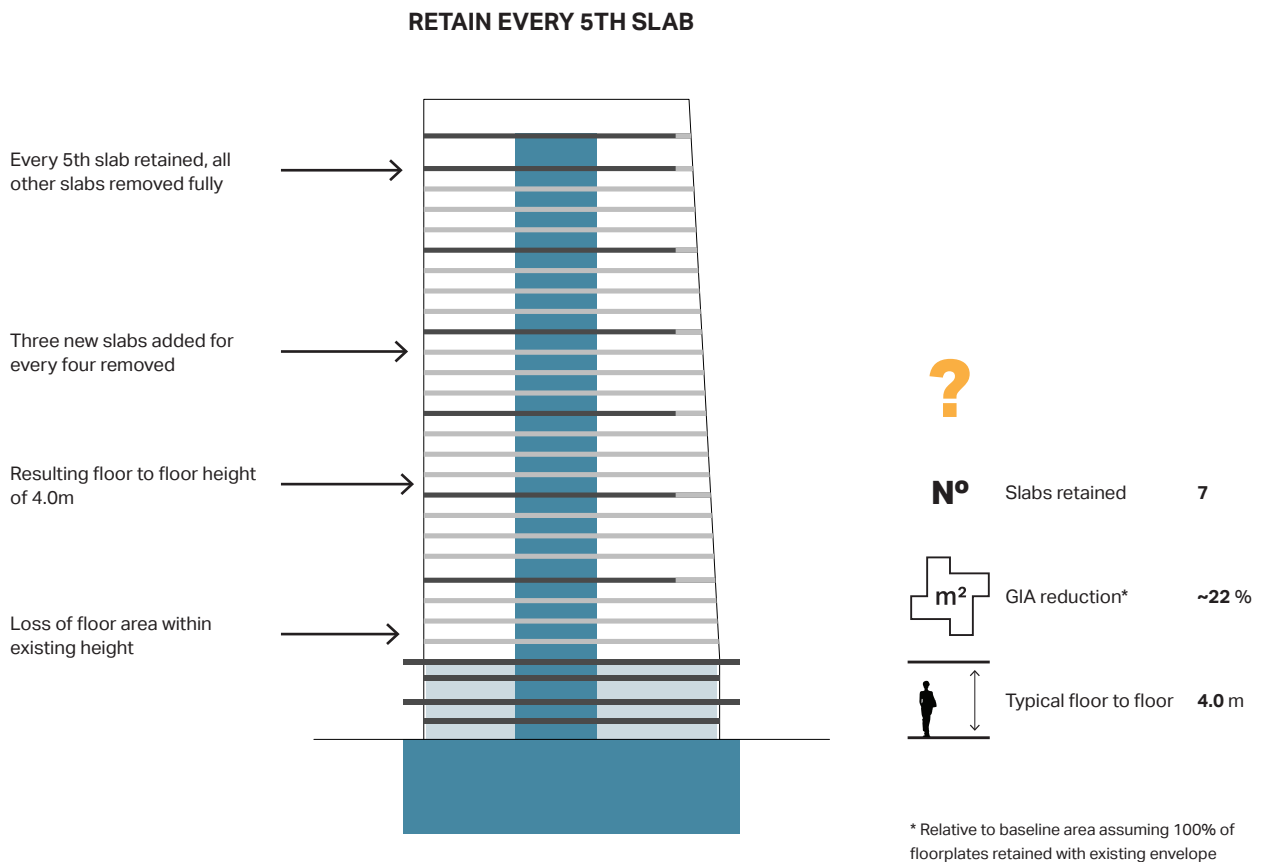 RETAIN EVERY 5TH SLAB
Every 5th slab retained, all
other slabs removed fully
Three new slabs added for
every four removed
Resulting floor to floor height
of 4.0m
Loss of floor area within
existing height
?
Nº Slabs retained 7
m² GIA reduction* ~22 %
Typical floor to floor 4.0 m
* Relative to baseline area assuming 100% of
floorplates retained with existing envelope